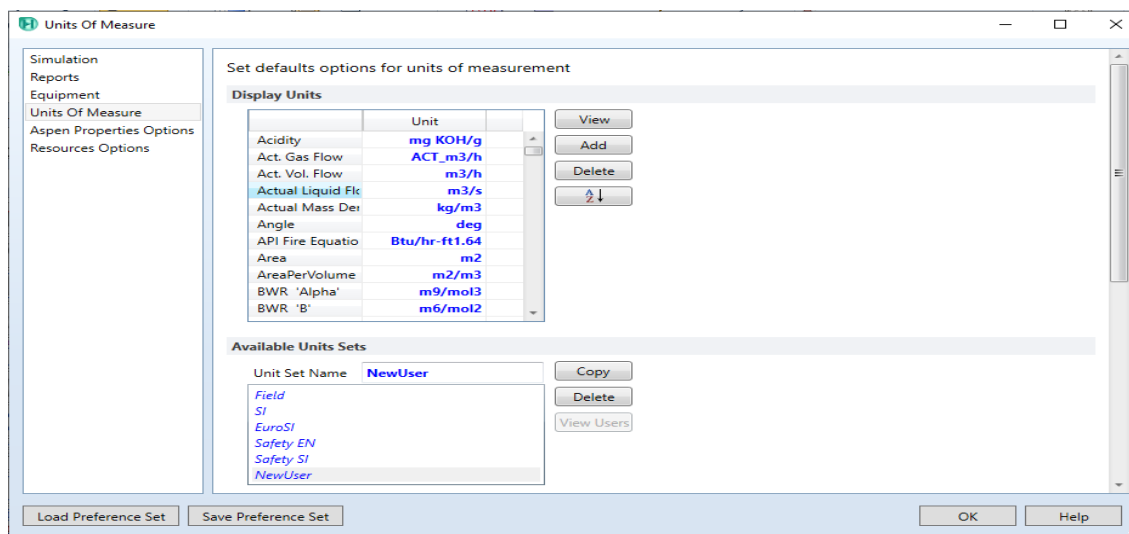 Units Of Measure
Simulation
Reports
Equipment
Units Of Measure
Aspen Properties Options
Resources Options
Set defaults options for units of measurement
Display Units
Unit
Acidity mg KOH/g
Act. Gas Flow ACT_m3/h
Act. Vol. Flow m3/h
Actual Liquid Flc m3/s
Actual Mass Der kg/m3
Angle deg
API Fire Equatio Btu/hr-ft1.64
Area m2
AreaPerVolume m2/m3
BWR 'Alpha' m9/mol3
BWR 'B' m6/mol2
View
Add
Delete
Available Units Sets
Unit Set Name NewUser
Field
SI
EuroSI
Safety EN
Safety SI
NewUser
Copy
Delete
View Users
Load Preference Set Save Preference Set OK Help